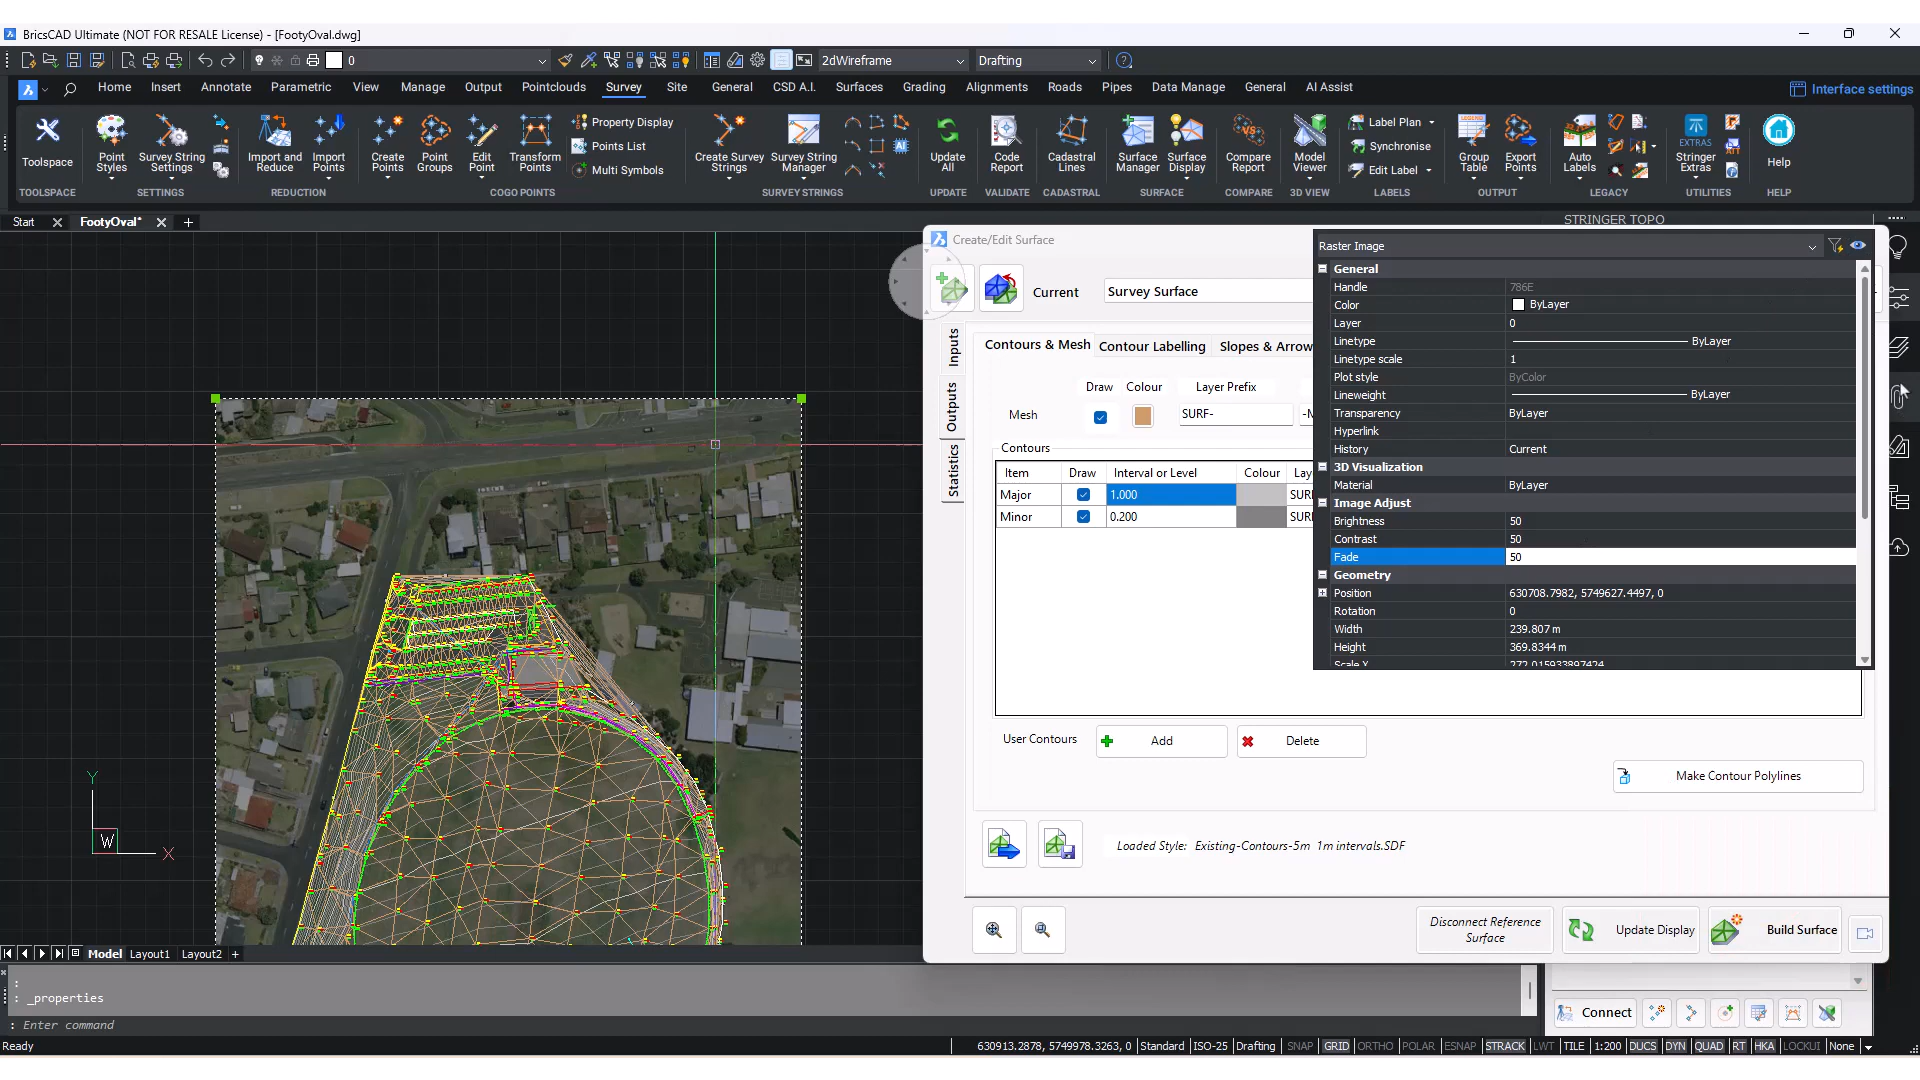 BricsCAD Ultimate (NOT FOR RESALE License) - [FootyOval.dwg]
0
2dWireframe
Drafting
Home Insert Annotate Parametric View Manage Output Pointclouds Survey Site General CSD A.I. Surfaces Grading Alignments Roads Pipes Data Manage General AI Assist
Interface settings
Toolspace
Point Styles
Survey String Settings
Import and Reduce
Import Points
Create Points
Point Groups
Edit Point
Transform Points
Property Display
Points List
Multi Symbols
Create Survey Strings
Survey String Manager
Update All
Code Report
Cadastral Lines
Surface Manager
Surface Display
Compare Report
Model Viewer
Label Plan
Synchronise
Edit Label
Group Table
Export Points
Auto Labels
EXTRAS
Stringer Extras
Help
TOOLSPACE SETTINGS REDUCTION COGO POINTS SURVEY STRINGS UPDATE VALIDATE CADASTRAL SURFACE COMPARE 3D VIEW LABELS OUTPUT LEGACY UTILITIES HELP
Start
FootyOval*
STRINGER TOPO
Create/Edit Surface
Current
Survey Surface
Inputs
Outputs
Statistics
Contours & Mesh
Contour Labelling
Slopes & Arrow
Draw Colour Layer Prefix
Mesh SURF- -M
Contours
Item Draw Interval or Level Colour Lay
Major 1.000 SURF
Minor 0.200 SURF
User Contours Add Delete
Make Contour Polylines
Loaded Style: Existing-Contours-5m 1m intervals.SDF
Disconnect Reference Surface
Update Display
Build Surface
Raster Image
General
Handle 786E
Color ByLayer
Layer 0
Linetype ByLayer
Linetype scale 1
Plot style ByColor
Lineweight ByLayer
Transparency ByLayer
Hyperlink
History Current
3D Visualization
Material ByLayer
Image Adjust
Brightness 50
Contrast 50
Fade 50
Geometry
Position 630708.7982, 5749627.4497, 0
Rotation 0
Width 239.807 m
Height 369.8344 m
Scale X 272.015933897424
Y
W
X
Model Layout1 Layout2 +
:
: _properties
: Enter command
Connect
Ready
630913.2878, 5749978.3263, 0 Standard ISO-25 Drafting SNAP GRID ORTHO POLAR ESNAP STRACK LWT TILE 1:200 DUCS DYN QUAD RT HKA LOCKUI None